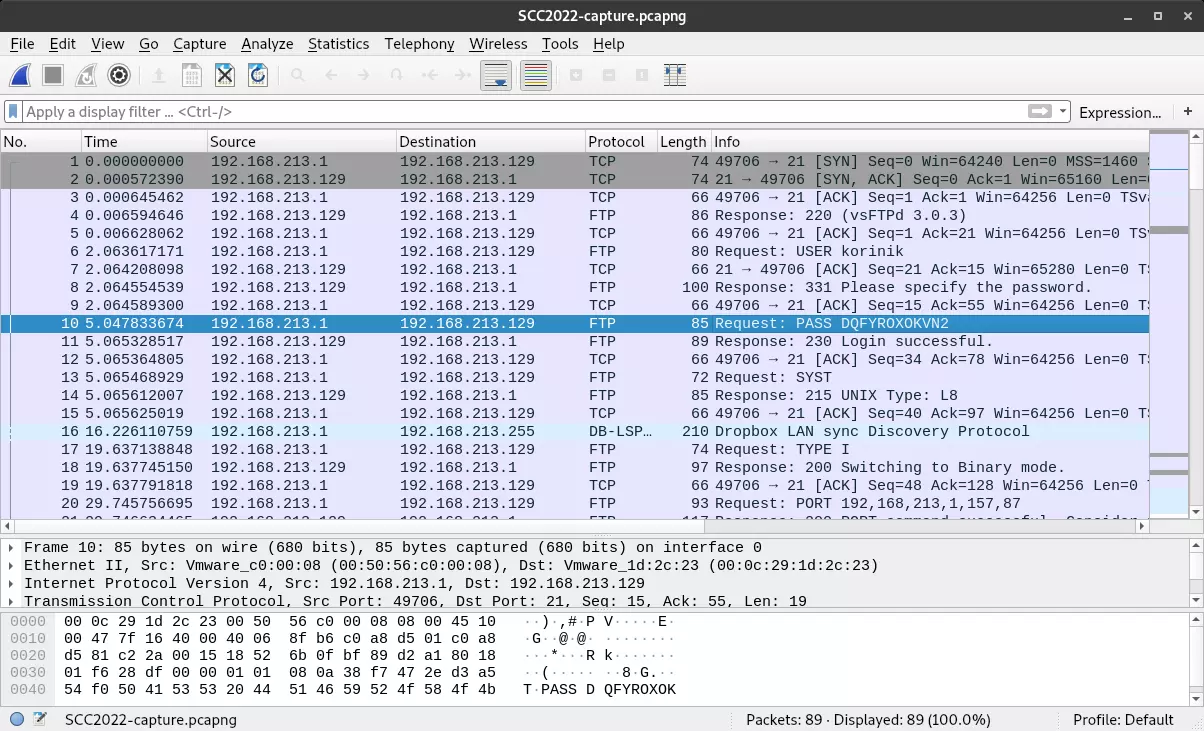 SCC2022-capture.pcapng
File Edit View Go Capture Analyze Statistics Telephony Wireless Tools Help
Apply a display filter ... <Ctrl-/> Expression... +
No. Time Source Destination Protocol Length Info
1 0.000000000 192.168.213.1 192.168.213.129 TCP 74 49706 → 21 [SYN] Seq=0 Win=64240 Len=0 MSS=1460
2 0.000572390 192.168.213.129 192.168.213.1 TCP 74 21 → 49706 [SYN, ACK] Seq=0 Ack=1 Win=65160 Len=
3 0.000645462 192.168.213.1 192.168.213.129 TCP 66 49706 → 21 [ACK] Seq=1 Ack=1 Win=64256 Len=0 TSv
4 0.006594646 192.168.213.129 192.168.213.1 FTP 86 Response: 220 (vsFTPd 3.0.3)
5 0.006628062 192.168.213.1 192.168.213.129 TCP 66 49706 → 21 [ACK] Seq=1 Ack=21 Win=64256 Len=0 TS
6 2.063617171 192.168.213.1 192.168.213.129 FTP 80 Request: USER korinik
7 2.064208098 192.168.213.129 192.168.213.1 TCP 66 21 → 49706 [ACK] Seq=21 Ack=15 Win=65280 Len=0 T
8 2.064554539 192.168.213.129 192.168.213.1 FTP 100 Response: 331 Please specify the password.
9 2.064589300 192.168.213.1 192.168.213.129 TCP 66 49706 → 21 [ACK] Seq=15 Ack=55 Win=64256 Len=0 T
10 5.047833674 192.168.213.1 192.168.213.129 FTP 85 Request: PASS DQFYROXOKVN2
11 5.065328517 192.168.213.129 192.168.213.1 FTP 89 Response: 230 Login successful.
12 5.065364805 192.168.213.1 192.168.213.129 TCP 66 49706 → 21 [ACK] Seq=34 Ack=78 Win=64256 Len=0 T
13 5.065468929 192.168.213.1 192.168.213.129 FTP 72 Request: SYST
14 5.065612007 192.168.213.129 192.168.213.1 FTP 85 Response: 215 UNIX Type: L8
15 5.065625019 192.168.213.1 192.168.213.129 TCP 66 49706 → 21 [ACK] Seq=40 Ack=97 Win=64256 Len=0 T
16 16.226110759 192.168.213.1 192.168.213.255 DB-LSP… 210 Dropbox LAN sync Discovery Protocol
17 19.637138848 192.168.213.1 192.168.213.129 FTP 74 Request: TYPE I
18 19.637745150 192.168.213.129 192.168.213.1 FTP 97 Response: 200 Switching to Binary mode.
19 19.637791818 192.168.213.1 192.168.213.129 TCP 66 49706 → 21 [ACK] Seq=48 Ack=128 Win=64256 Len=0
20 29.745756695 192.168.213.1 192.168.213.129 FTP 93 Request: PORT 192,168,213,1,157,87
Frame 10: 85 bytes on wire (680 bits), 85 bytes captured (680 bits) on interface 0
Ethernet II, Src: Vmware_c0:00:08 (00:50:56:c0:00:08), Dst: Vmware_1d:2c:23 (00:0c:29:1d:2c:23)
Internet Protocol Version 4, Src: 192.168.213.1, Dst: 192.168.213.129
Transmission Control Protocol, Src Port: 49706, Dst Port: 21, Seq: 15, Ack: 55, Len: 19
0000 00 0c 29 1d 2c 23 00 50 56 c0 00 08 08 00 45 10 ··)·,#·P V·····E·
0010 00 47 7f 16 40 00 40 06 8f b6 c0 a8 d5 01 c0 a8 ·G··@·@· ········
0020 d5 81 c2 2a 00 15 18 52 6b 0f bf 89 d2 a1 80 18 ···*···R k·······
0030 01 f6 28 df 00 00 01 01 08 0a 38 f7 47 2e d3 a5 ··(····· ··8·G.··
0040 54 f0 50 41 53 53 20 44 51 46 59 52 4f 58 4f 4b T·PASS D QFYROXOK
SCC2022-capture.pcapng Packets: 89 · Displayed: 89 (100.0%) Profile: Default